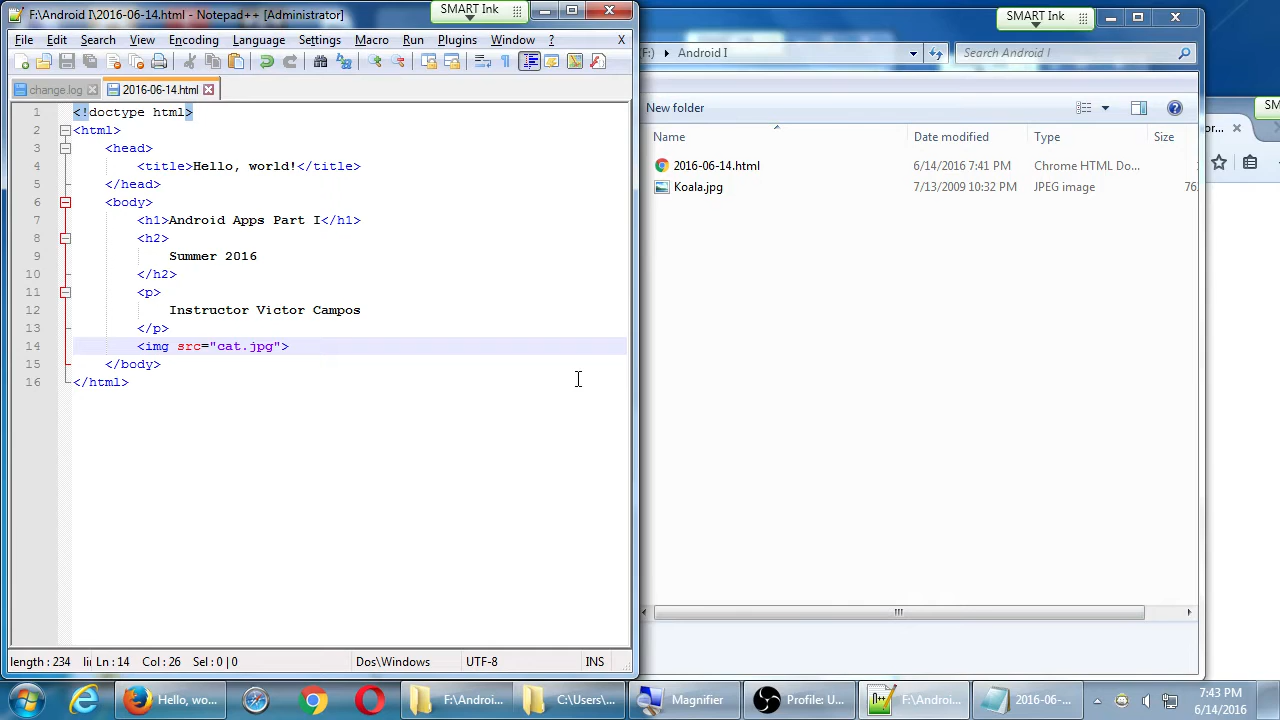 F:\Android I\2016-06-14.html - Notepad++ [Administrator]
SMART Ink
File Edit Search View Encoding Language Settings Macro Run Plugins Window ? X
change.log
2016-06-14.html
1 <!doctype html>
2 <html>
3 <head>
4 <title>Hello, world!</title>
5 </head>
6 <body>
7 <h1>Android Apps Part I</h1>
8 <h2>
9 Summer 2016
10 </h2>
11 <p>
12 Instructor Victor Campos
13 </p>
14 <img src="cat.jpg">
15 </body>
16 </html>
length : 234 li Ln : 14 Col : 26 Sel : 0 | 0 Dos\Windows UTF-8 INS
SMART Ink
F:) Android I
Search Android I
New folder
Name Date modified Type Size
2016-06-14.html 6/14/2016 7:41 PM Chrome HTML Do...
Koala.jpg 7/13/2009 10:32 PM JPEG image 76
or...
Hello, wo...
F:\Androi...
C:\Users\...
Magnifier
Profile: U...
F:\Androi...
2016-06-...
7:43 PM
6/14/2016